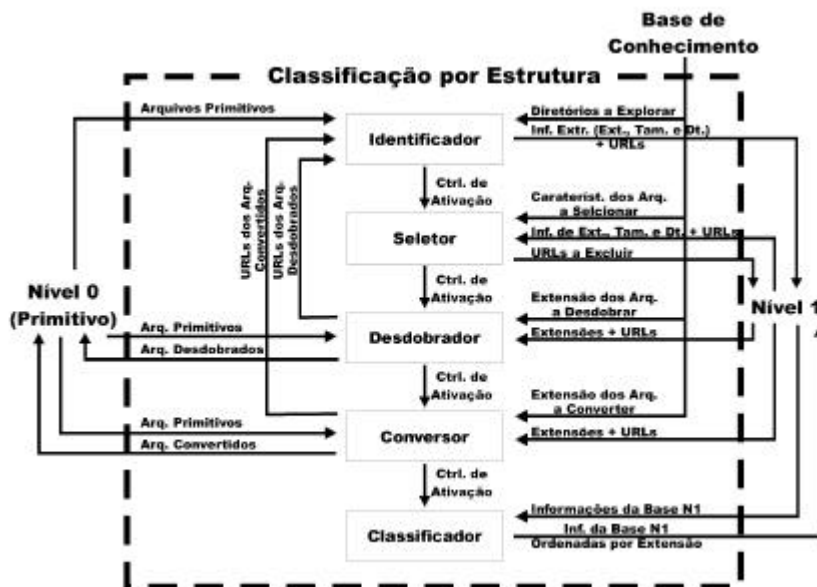 Base de
Conhecimento
Classificação por Estrutura
Arquivos Primitivos
Diretórios a Explorar
Identificador
Inf. Extr. (Ext., Tam. e Dt.)
+ URLs
URLs dos Arq.
Convertidos
URLs dos Arq.
Desdobrados
Ctrl. de
Ativação
Caraterist. dos Arq.
a Selcionar
Seletor
Inf. de Ext., Tam. e Dt. + URLs
URLs a Excluir
Nível 0
(Primitivo)
Ctrl. de
Ativação
Nível 1
Extensão dos Arq.
a Desdobrar
Arq. Primitivos
Desdobrador
Extensões + URLs
Arq. Desdobrados
Ctrl. de
Ativação
Extensão dos Arq.
a Converter
Arq. Primitivos
Conversor
Extensões + URLs
Arq. Convertidos
Ctrl. de
Ativação
Informações da Base N1
Classificador
Inf. da Base N1
Ordenadas por Extensão